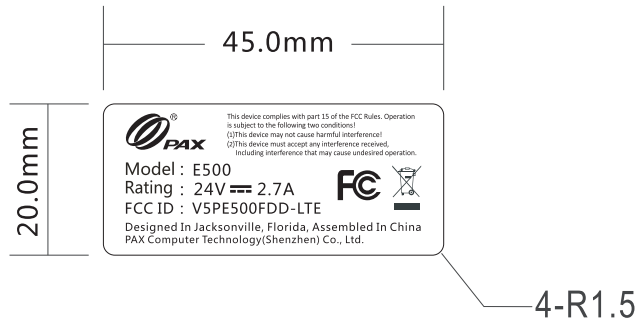 45.0mm
20.0mm
PAX®
This device complies with part 15 of the FCC Rules. Operation
is subject to the following two conditions!
(1)This device may not cause harmful interference!
(2)This device must accept any interference received,
Including interference that may cause undesired operation.
Model : E500
Rating : 24V ⎓ 2.7A
FCC ID : V5PE500FDD-LTE
FC
Designed In Jacksonville, Florida, Assembled In China
PAX Computer Technology(Shenzhen) Co., Ltd.
4-R1.5